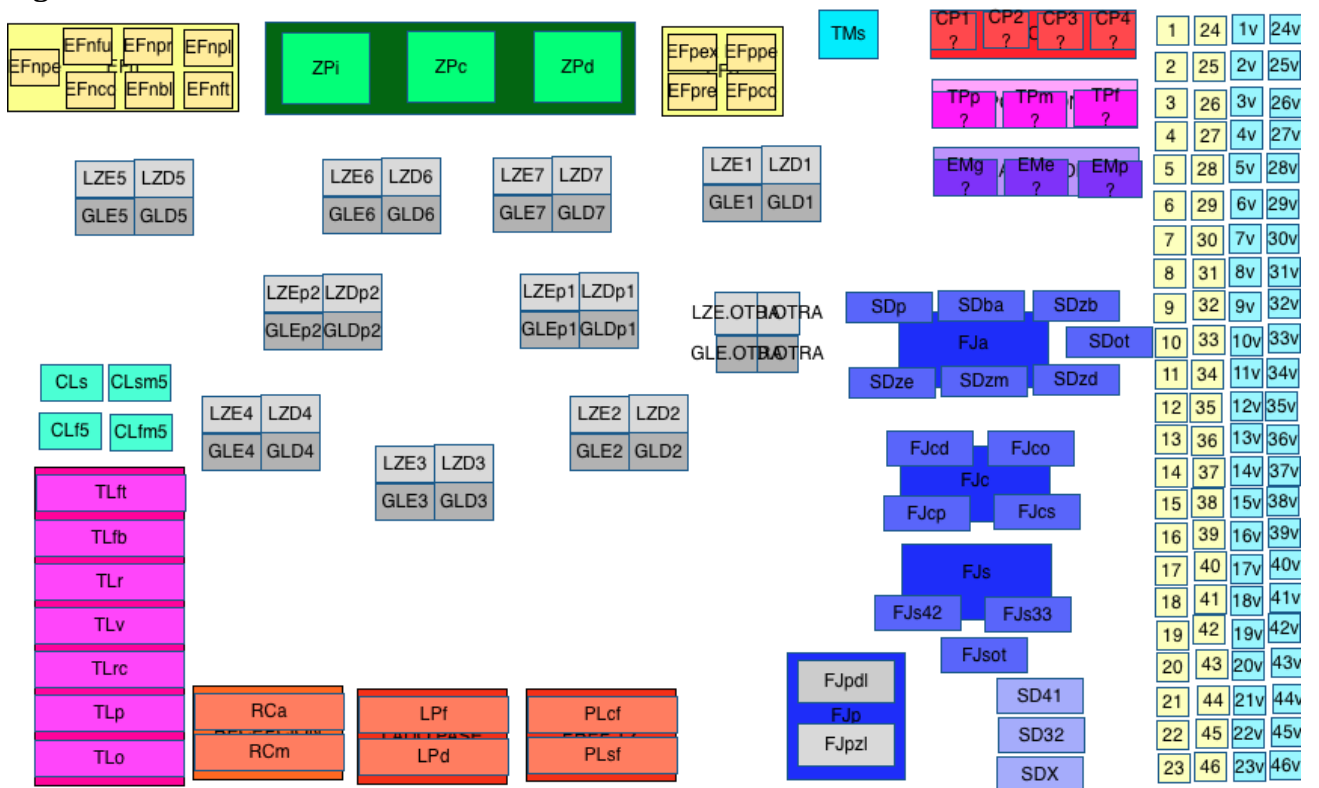 EFnpe EFnfu EFnpr EFnpl
EFnco EFnbl EFnft
ZPi ZPc ZPd
EFpex EFppe
EFpre EFpco
TMs
CP1 ? CP2 ? CP3 ? CP4 ?
TPp ? TPm ? TPf ?
EMg ? EMe ? EMp ?
LZE5 LZD5
GLE5 GLD5
LZE6 LZD6
GLE6 GLD6
LZE7 LZD7
GLE7 GLD7
LZE1 LZD1
GLE1 GLD1
LZEp2 LZDp2
GLEp2 GLDp2
LZEp1 LZDp1
GLEp1 GLDp1
LZE.OTRA OTRA
GLE.OTRA OTRA
SDp SDba SDzb
FJa SDot
SDze SDzm SDzd
CLs CLsm5
CLf5 CLfm5
LZE4 LZD4
GLE4 GLD4
LZE3 LZD3
GLE3 GLD3
LZE2 LZD2
GLE2 GLD2
FJcd FJco
FJc
FJcp FJcs
FJs
FJs42 FJs33
FJsot
TLft
TLfb
TLr
TLv
TLrc
TLp
TLo
RCa
RCm
LPf
LPd
PLcf
PLsf
FJpdl
FJp
FJpzl
SD41
SD32
SDX
1 24 1v 24v
2 25 2v 25v
3 26 3v 26v
4 27 4v 27v
5 28 5v 28v
6 29 6v 29v
7 30 7v 30v
8 31 8v 31v
9 32 9v 32v
10 33 10v 33v
11 34 11v 34v
12 35 12v 35v
13 36 13v 36v
14 37 14v 37v
15 38 15v 38v
16 39 16v 39v
17 40 17v 40v
18 41 18v 41v
19 42 19v 42v
20 43 20v 43v
21 44 21v 44v
22 45 22v 45v
23 46 23v 46v